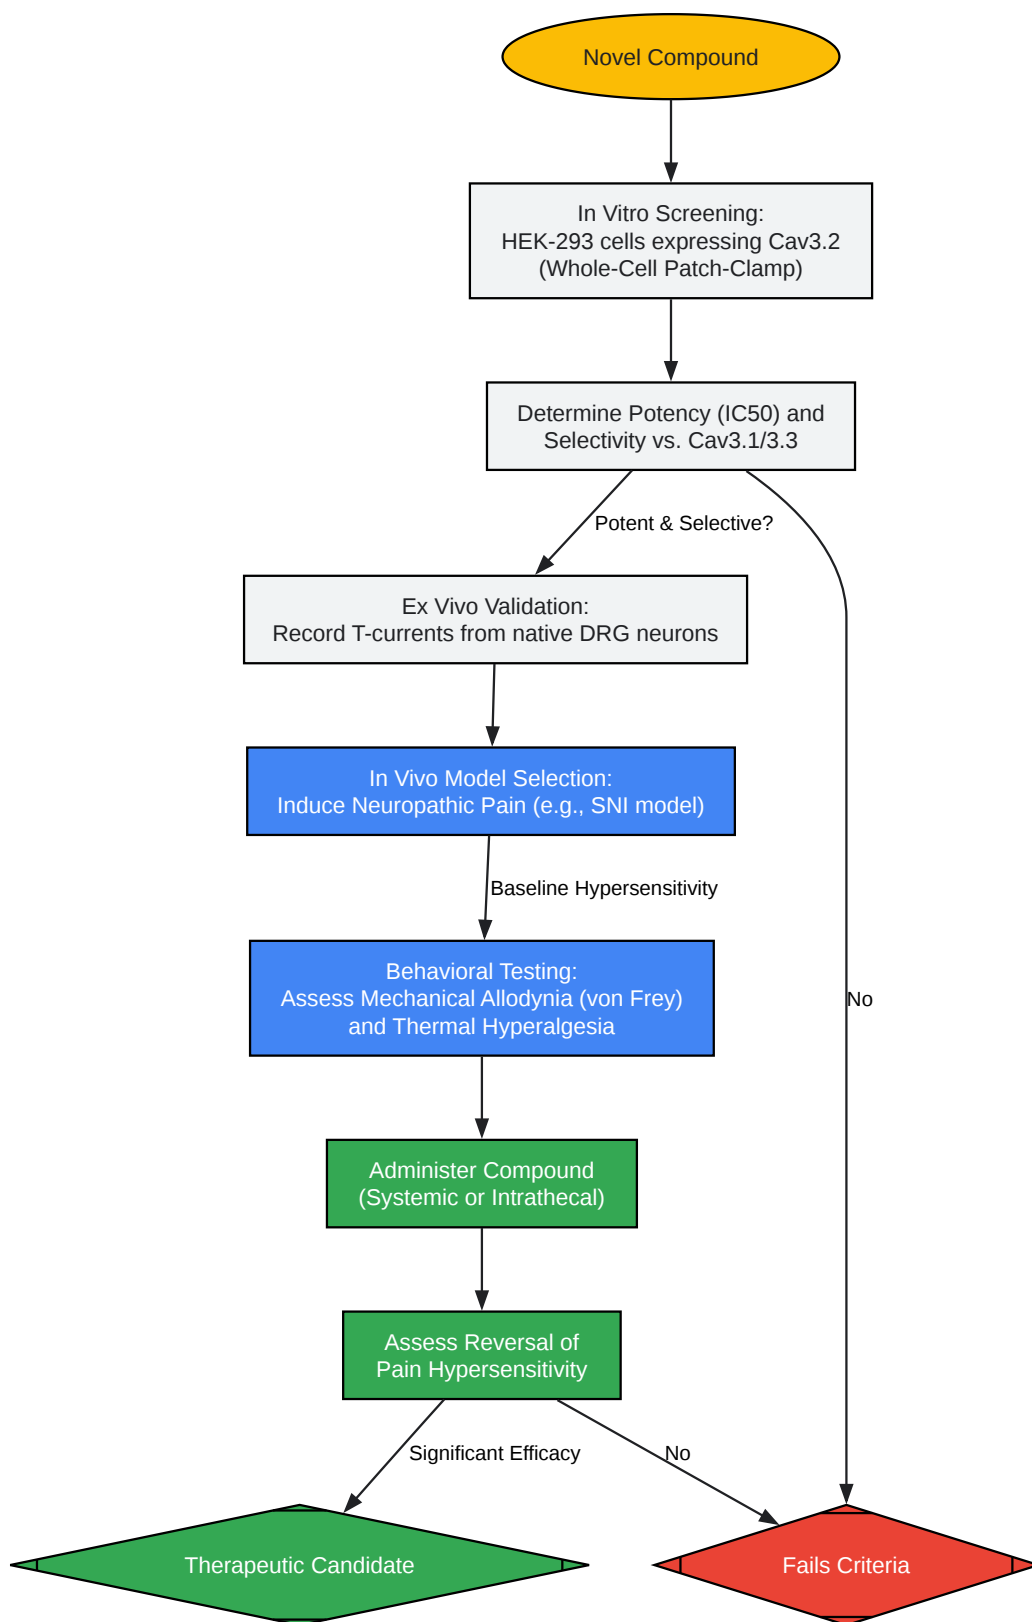 Novel Compound
In Vitro Screening:
HEK-293 cells expressing Cav3.2
(Whole-Cell Patch-Clamp)
Determine Potency (IC50) and
Selectivity vs. Cav3.1/3.3
Potent & Selective?
Ex Vivo Validation:
Record T-currents from native DRG neurons
In Vivo Model Selection:
Induce Neuropathic Pain (e.g., SNI model)
Baseline Hypersensitivity
Behavioral Testing:
Assess Mechanical Allodynia (von Frey)
and Thermal Hyperalgesia
No
Administer Compound
(Systemic or Intrathecal)
Assess Reversal of
Pain Hypersensitivity
Significant Efficacy
No
Therapeutic Candidate
Fails Criteria